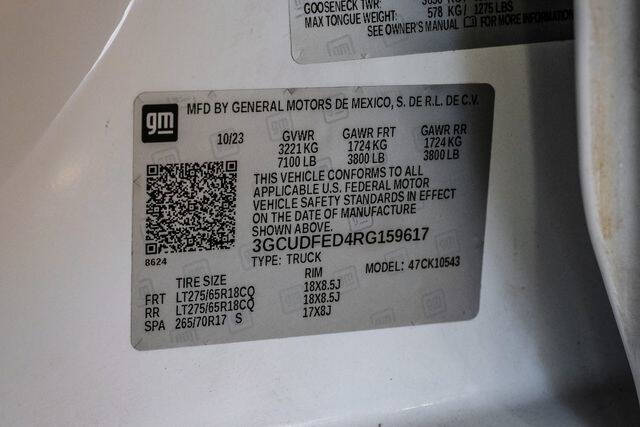 GOOSENECK TWR:
MAX TONGUE WEIGHT: 578 KG / 1275 LBS
SEE OWNER'S MANUAL FOR MORE
gm
MFD BY GENERAL MOTORS DE MEXICO, S. DE R.L. DE C.V.
10/23 GVWR GAWR FRT GAWR RR
3221 KG 1724 KG 1724 KG
7100 LB 3800 LB 3800 LB
THIS VEHICLE CONFORMS TO ALL
APPLICABLE U.S. FEDERAL MOTOR
VEHICLE SAFETY STANDARDS IN EFFECT
ON THE DATE OF MANUFACTURE
SHOWN ABOVE.
3GCUDFED4RG159617
8624
TYPE: TRUCK MODEL: 47CK10543
TIRE SIZE RIM
FRT LT275/65R18CQ 18X8.5J
RR LT275/65R18CQ 18X8.5J
SPA 265/70R17 S 17X8J